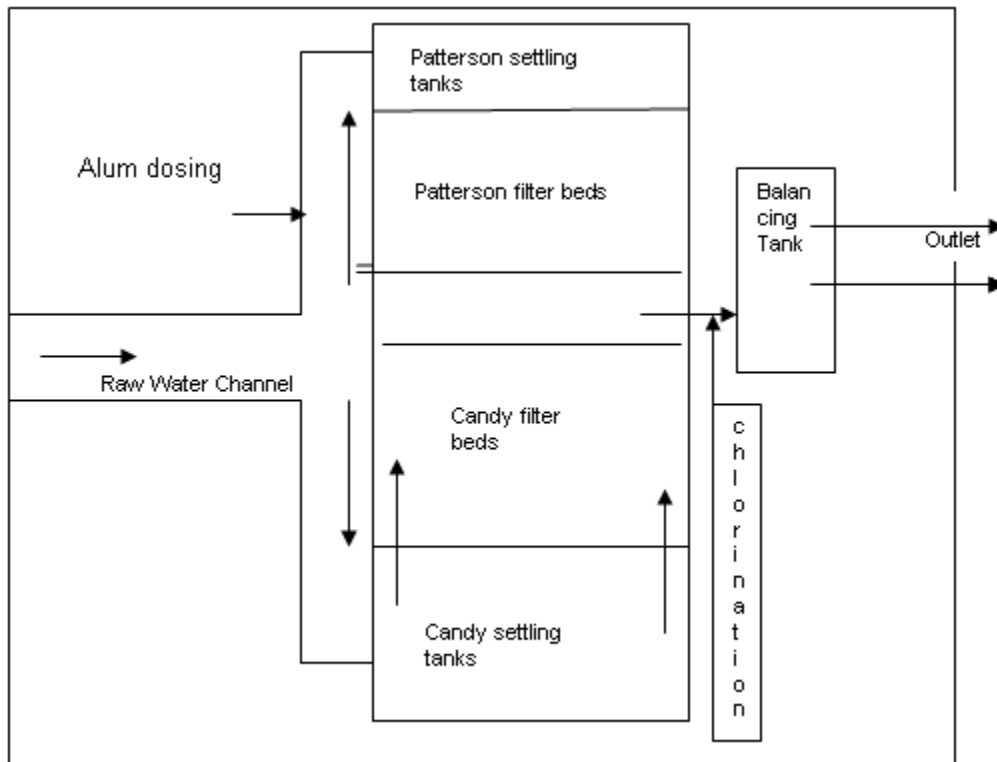 Patterson settling
tanks
Alum dosing
Patterson filter beds
Balan
cing
Tank
Outlet
Raw Water Channel
Candy filter
beds
c
h
l
o
r
i
n
a
t
i
o
n
Candy settling
tanks